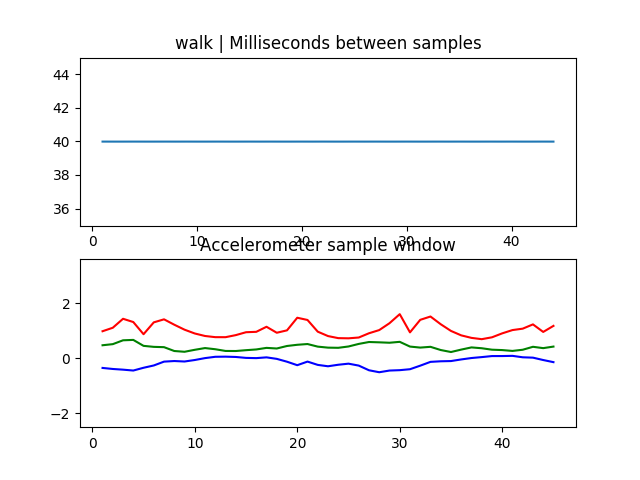 walk | Milliseconds between samples
44
42
40
38
36
0 10 20 30 40
Accelerometer sample window
2
0
−2
0 10 20 30 40